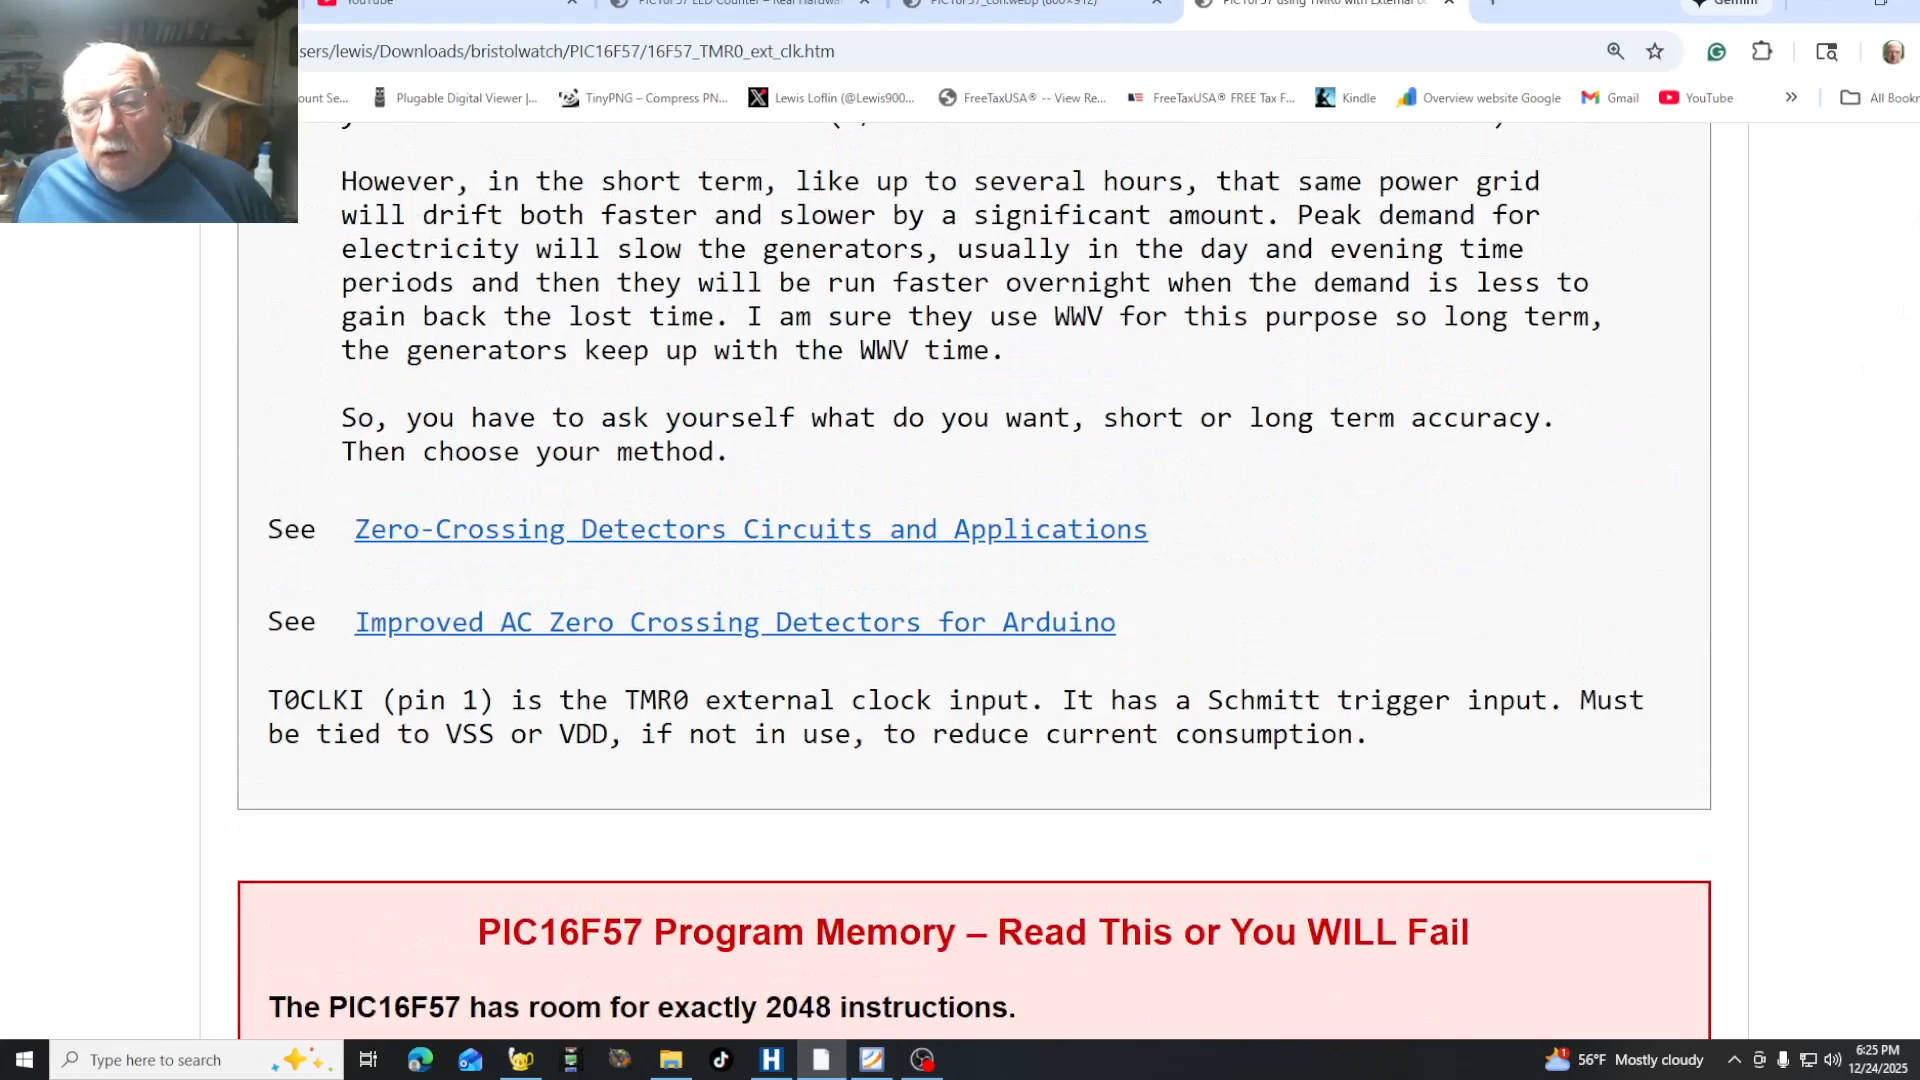 YouTube
Gemini
sers/lewis/Downloads/bristolwatch/PIC16F57/16F57_TMR0_ext_clk.htm
ount Se...
Plugable Digital Viewer |...
TinyPNG – Compress PN...
Lewis Loflin (@Lewis900...
FreeTaxUSA® -- View Re...
FreeTaxUSA® FREE Tax F...
Kindle
Overview website Google
Gmail
YouTube
»
All Bookn
However, in the short term, like up to several hours, that same power grid
will drift both faster and slower by a significant amount. Peak demand for
electricity will slow the generators, usually in the day and evening time
periods and then they will be run faster overnight when the demand is less to
gain back the lost time. I am sure they use WWV for this purpose so long term,
the generators keep up with the WWV time.
So, you have to ask yourself what do you want, short or long term accuracy.
Then choose your method.
See Zero-Crossing Detectors Circuits and Applications
See Improved AC Zero Crossing Detectors for Arduino
T0CLKI (pin 1) is the TMR0 external clock input. It has a Schmitt trigger input. Must
be tied to VSS or VDD, if not in use, to reduce current consumption.
PIC16F57 Program Memory – Read This or You WILL Fail
The PIC16F57 has room for exactly 2048 instructions.
Type here to search
56°F Mostly cloudy
6:25 PM
12/24/2025